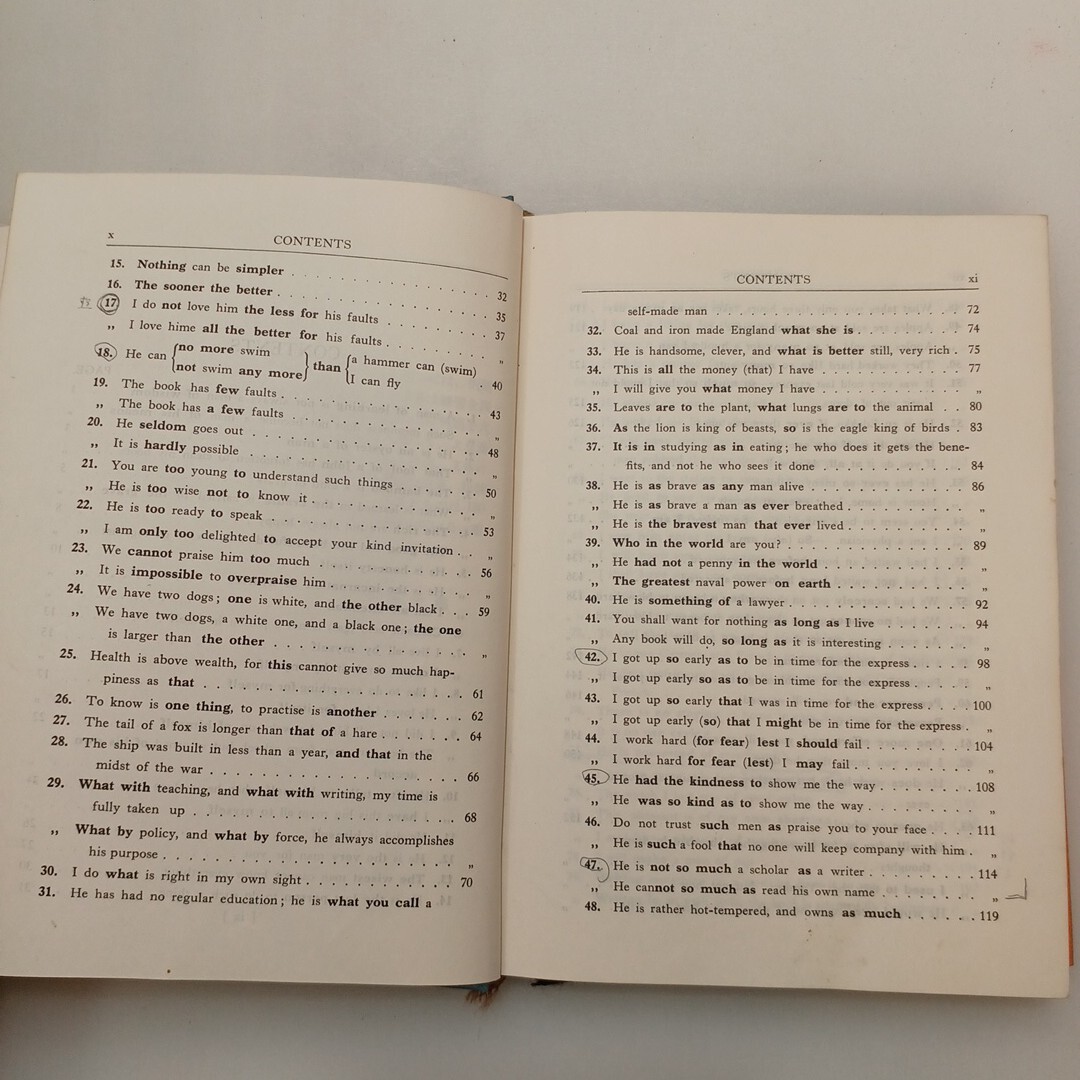 x
CONTENTS
15. Nothing can be simpler . . . . . . . . . . . . . . . . 32
16. The sooner the better . . . . . . . . . . . . . . . . 35
17 I do not love him the less for his faults . . . . . . . . 37
„ I love hime all the better for his faults . . . . . . . . „
18. He can {no more swim / not swim any more} than {a hammer can (swim) / I can fly . 40
19. The book has few faults . . . . . . . . . . . . . . . 43
„ The book has a few faults . . . . . . . . . . . . . . „
20. He seldom goes out . . . . . . . . . . . . . . . . 48
„ It is hardly possible . . . . . . . . . . . . . . . . „
21. You are too young to understand such things . . . . . . . 50
„ He is too wise not to know it . . . . . . . . . . . . . „
22. He is too ready to speak . . . . . . . . . . . . . . . 53
„ I am only too delighted to accept your kind invitation . . „
23. We cannot praise him too much . . . . . . . . . . . . 56
„ It is impossible to overpraise him . . . . . . . . . . . „
24. We have two dogs; one is white, and the other black . . . 59
„ We have two dogs, a white one, and a black one; the one
is larger than the other . . . . . . . . . . . . . . . „
25. Health is above wealth, for this cannot give so much hap-
piness as that . . . . . . . . . . . . . . . . . . . 61
26. To know is one thing, to practise is another . . . . . . . 62
27. The tail of a fox is longer than that of a hare . . . . . . 64
28. The ship was built in less than a year, and that in the
midst of the war . . . . . . . . . . . . . . . . . . 66
29. What with teaching, and what with writing, my time is
fully taken up . . . . . . . . . . . . . . . . . . . 68
„ What by policy, and what by force, he always accomplishes
his purpose . . . . . . . . . . . . . . . . . . . . . „
30. I do what is right in my own sight . . . . . . . . . . . 70
31. He has had no regular education; he is what you call a
CONTENTS
xi
self-made man . . . . . . . . . . . . . . . . . . . 72
32. Coal and iron made England what she is . . . . . . . . 74
33. He is handsome, clever, and what is better still, very rich . 75
34. This is all the money (that) I have . . . . . . . . . . . 77
„ I will give you what money I have . . . . . . . . . . . „
35. Leaves are to the plant, what lungs are to the animal . . 80
36. As the lion is king of beasts, so is the eagle king of birds . 83
37. It is in studying as in eating; he who does it gets the bene-
fits, and not he who sees it done . . . . . . . . . . . 84
38. He is as brave as any man alive . . . . . . . . . . . . 86
„ He is as brave a man as ever breathed . . . . . . . . . „
„ He is the bravest man that ever lived . . . . . . . . . „
39. Who in the world are you? . . . . . . . . . . . . . . 89
„ He had not a penny in the world . . . . . . . . . . . „
„ The greatest naval power on earth . . . . . . . . . . „
40. He is something of a lawyer . . . . . . . . . . . . . . 92
41. You shall want for nothing as long as I live . . . . . . . 94
„ Any book will do, so long as it is interesting . . . . . . . „
42. I got up so early as to be in time for the express . . . . . 98
„ I got up early so as to be in time for the express . . . . . „
43. I got up so early that I was in time for the express . . . . 100
„ I got up early (so) that I might be in time for the express . „
44. I work hard (for fear) lest I should fail . . . . . . . . . 104
„ I work hard for fear (lest) I may fail . . . . . . . . . . „
45. He had the kindness to show me the way . . . . . . . . 108
„ He was so kind as to show me the way . . . . . . . . . „
46. Do not trust such men as praise you to your face . . . . 111
„ He is such a fool that no one will keep company with him . „
47. He is not so much a scholar as a writer . . . . . . . . . 114
„ He cannot so much as read his own name . . . . . . . . „
48. He is rather hot-tempered, and owns as much . . . . . . 119